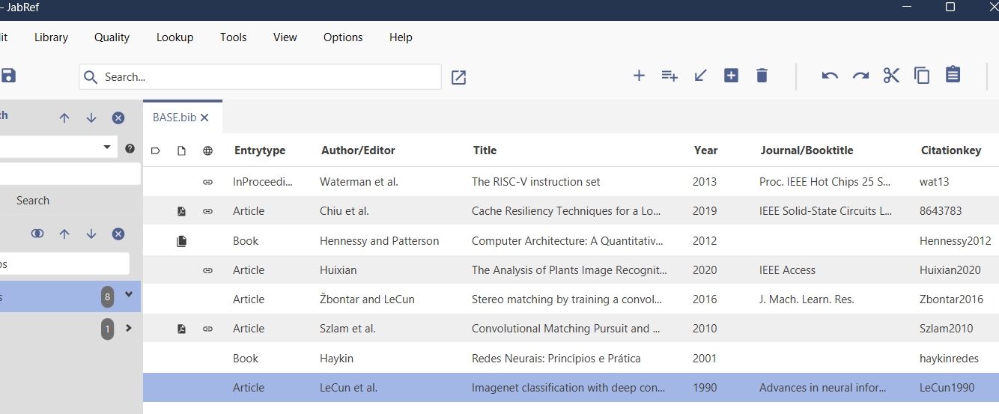 – JabRef
it Library Quality Lookup Tools View Options Help
Search...
ch
BASE.bib
Entrytype Author/Editor Title Year Journal/Booktitle Citationkey
InProceedi... Waterman et al. The RISC-V instruction set 2013 Proc. IEEE Hot Chips 25 S... wat13
Search
Article Chiu et al. Cache Resiliency Techniques for a Lo... 2019 IEEE Solid-State Circuits L... 8643783
Book Hennessy and Patterson Computer Architecture: A Quantitativ... 2012 Hennessy2012
ps
Article Huixian The Analysis of Plants Image Recognit... 2020 IEEE Access Huixian2020
s 8
Article Žbontar and LeCun Stereo matching by training a convol... 2016 J. Mach. Learn. Res. Zbontar2016
1
Article Szlam et al. Convolutional Matching Pursuit and ... 2010 Szlam2010
Book Haykin Redes Neurais: Princípios e Prática 2001 haykinredes
Article LeCun et al. Imagenet classification with deep con... 1990 Advances in neural infor... LeCun1990